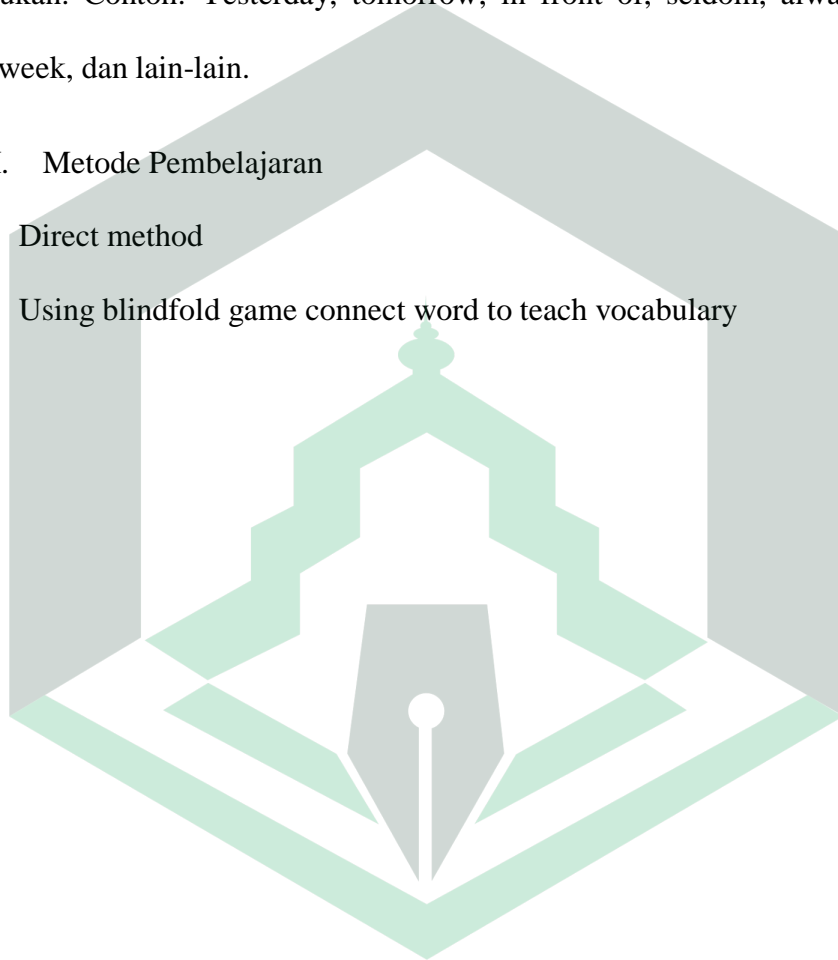 Contoh: Yesterday, tomorrow, in front of, seldom,
week, dan lain-lain.
Metode Pembelajaran
Direct method
Using blindfold game connect word to teach vocabulary